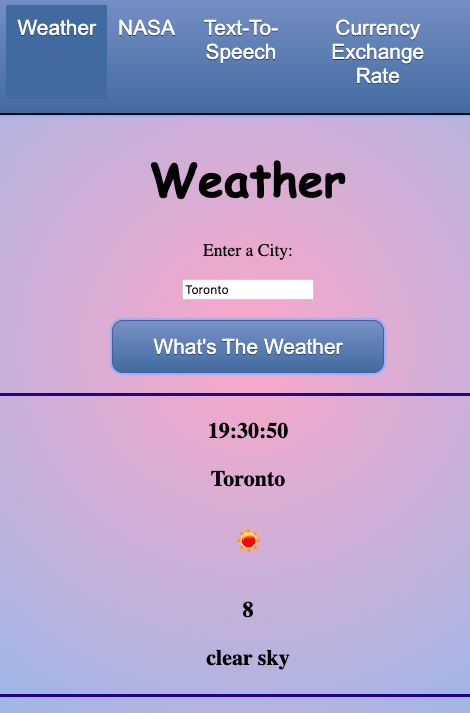 Weather
NASA
Text-To-
Speech
Currency
Exchange
Rate
Weather
Enter a City:
Toronto
What's The Weather
19:30:50
Toronto
8
clear sky